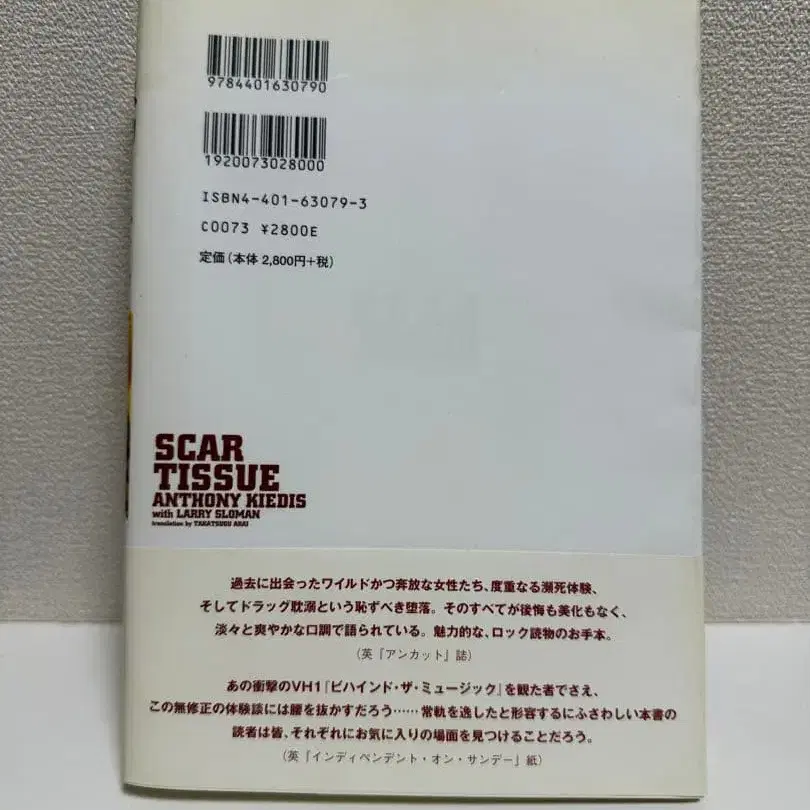 9784401630790
1920073028000
ISBN4-401-63079-3
C0073 ¥2800E
定価(本体 2,800円+税)
SCAR
TISSUE
ANTHONY KIEDIS
with LARRY SLOMAN
translation by TAKATSUGU ARAI
過去に出会ったワイルドかつ奔放な女性たち、度重なる瀕死体験、
そしてドラッグ耽溺という恥ずべき堕落。そのすべてが後悔も美化もなく、
淡々と爽やかな口調で語られている。魅力的な、ロック読物のお手本。
(英『アンカット』誌)
あの衝撃のVH1『ビハインド・ザ・ミュージック』を観た者でさえ、
この無修正の体験談には腰を抜かすだろう……常軌を逸したと形容するにふさわしい本書の
読者は皆、それぞれにお気に入りの場面を見つけることだろう。
(英『インディペンデント・オン・サンデー』紙)